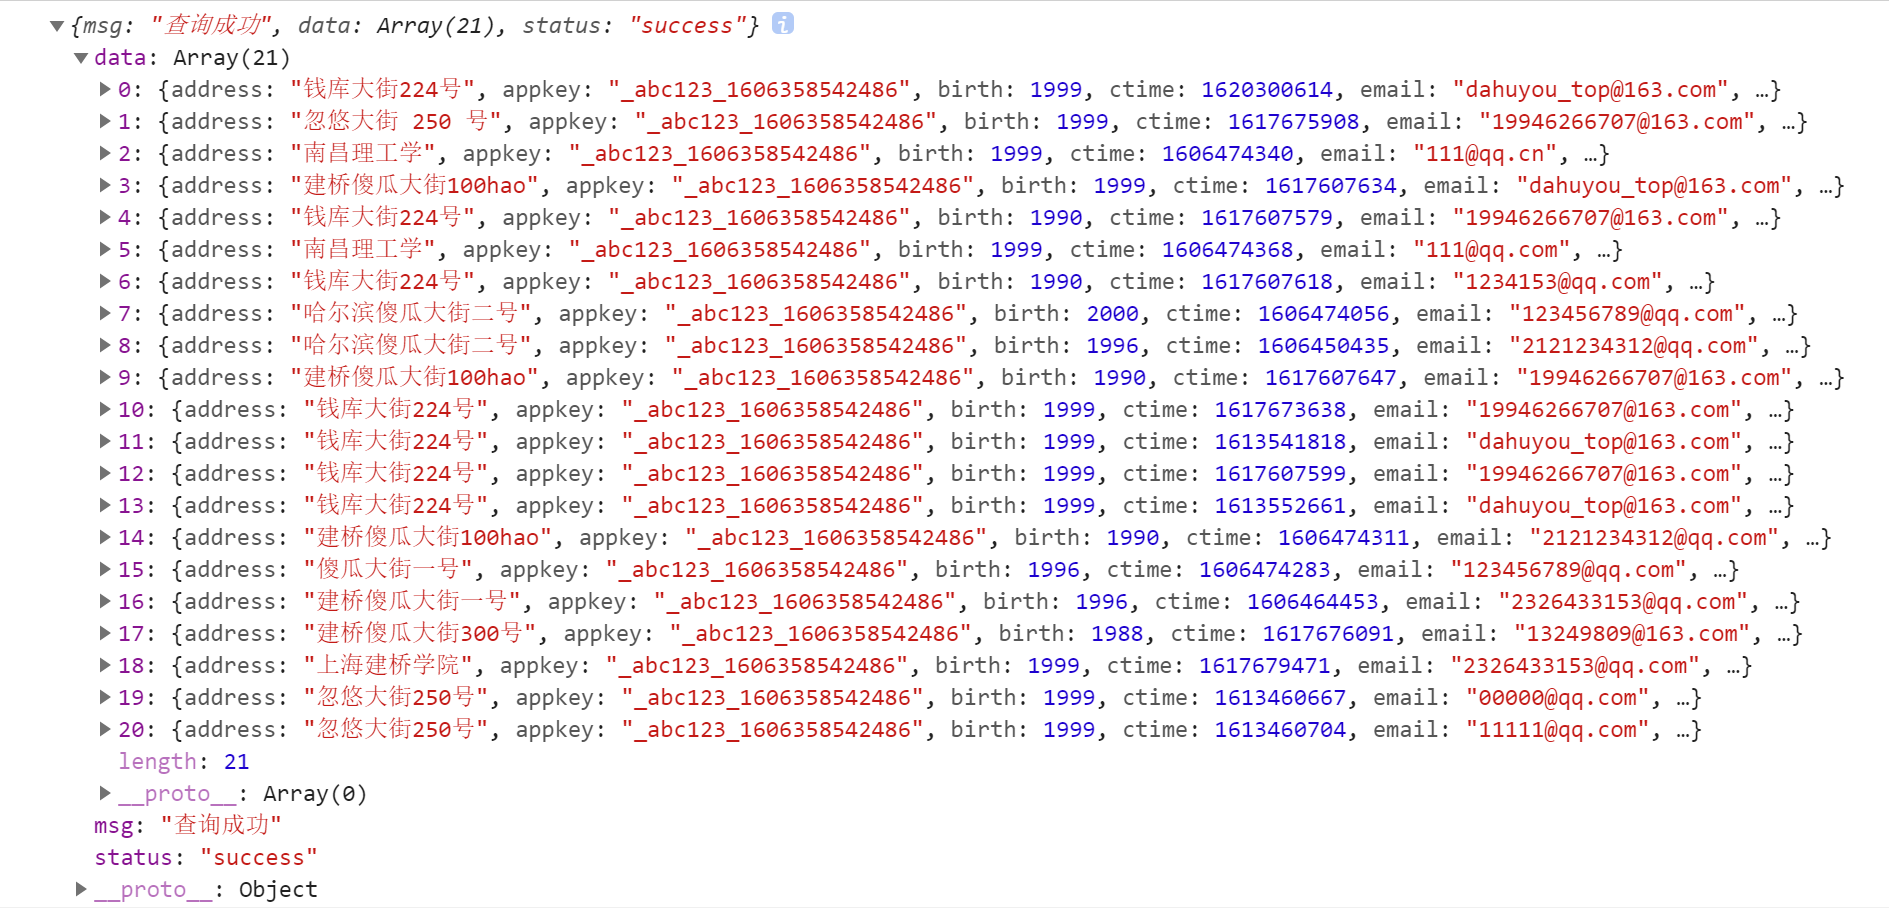 {msg: "查询成功", data: Array(21), status: "success"} i
data: Array(21)
0: {address: "钱库大街224号", appkey: "_abc123_1606358542486", birth: 1999, ctime: 1620300614, email: "dahuyou_top@163.com", …}
1: {address: "忽悠大街 250 号", appkey: "_abc123_1606358542486", birth: 1999, ctime: 1617675908, email: "19946266707@163.com", …}
2: {address: "南昌理工学", appkey: "_abc123_1606358542486", birth: 1999, ctime: 1606474340, email: "111@qq.cn", …}
3: {address: "建桥傻瓜大街100hao", appkey: "_abc123_1606358542486", birth: 1999, ctime: 1617607634, email: "dahuyou_top@163.com", …}
4: {address: "钱库大街224号", appkey: "_abc123_1606358542486", birth: 1990, ctime: 1617607579, email: "19946266707@163.com", …}
5: {address: "南昌理工学", appkey: "_abc123_1606358542486", birth: 1999, ctime: 1606474368, email: "111@qq.com", …}
6: {address: "钱库大街224号", appkey: "_abc123_1606358542486", birth: 1990, ctime: 1617607618, email: "1234153@qq.com", …}
7: {address: "哈尔滨傻瓜大街二号", appkey: "_abc123_1606358542486", birth: 2000, ctime: 1606474056, email: "123456789@qq.com", …}
8: {address: "哈尔滨傻瓜大街二号", appkey: "_abc123_1606358542486", birth: 1996, ctime: 1606450435, email: "2121234312@qq.com", …}
9: {address: "建桥傻瓜大街100hao", appkey: "_abc123_1606358542486", birth: 1990, ctime: 1617607647, email: "19946266707@163.com", …}
10: {address: "钱库大街224号", appkey: "_abc123_1606358542486", birth: 1999, ctime: 1617673638, email: "19946266707@163.com", …}
11: {address: "钱库大街224号", appkey: "_abc123_1606358542486", birth: 1999, ctime: 1613541818, email: "dahuyou_top@163.com", …}
12: {address: "钱库大街224号", appkey: "_abc123_1606358542486", birth: 1999, ctime: 1617607599, email: "19946266707@163.com", …}
13: {address: "钱库大街224号", appkey: "_abc123_1606358542486", birth: 1999, ctime: 1613552661, email: "dahuyou_top@163.com", …}
14: {address: "建桥傻瓜大街100hao", appkey: "_abc123_1606358542486", birth: 1990, ctime: 1606474311, email: "2121234312@qq.com", …}
15: {address: "傻瓜大街一号", appkey: "_abc123_1606358542486", birth: 1996, ctime: 1606474283, email: "123456789@qq.com", …}
16: {address: "建桥傻瓜大街一号", appkey: "_abc123_1606358542486", birth: 1996, ctime: 1606464453, email: "2326433153@qq.com", …}
17: {address: "建桥傻瓜大街300号", appkey: "_abc123_1606358542486", birth: 1988, ctime: 1617676091, email: "13249809@163.com", …}
18: {address: "上海建桥学院", appkey: "_abc123_1606358542486", birth: 1999, ctime: 1617679471, email: "2326433153@qq.com", …}
19: {address: "忽悠大街250号", appkey: "_abc123_1606358542486", birth: 1999, ctime: 1613460667, email: "00000@qq.com", …}
20: {address: "忽悠大街250号", appkey: "_abc123_1606358542486", birth: 1999, ctime: 1613460704, email: "11111@qq.com", …}
length: 21
__proto__: Array(0)
msg: "查询成功"
status: "success"
__proto__: Object